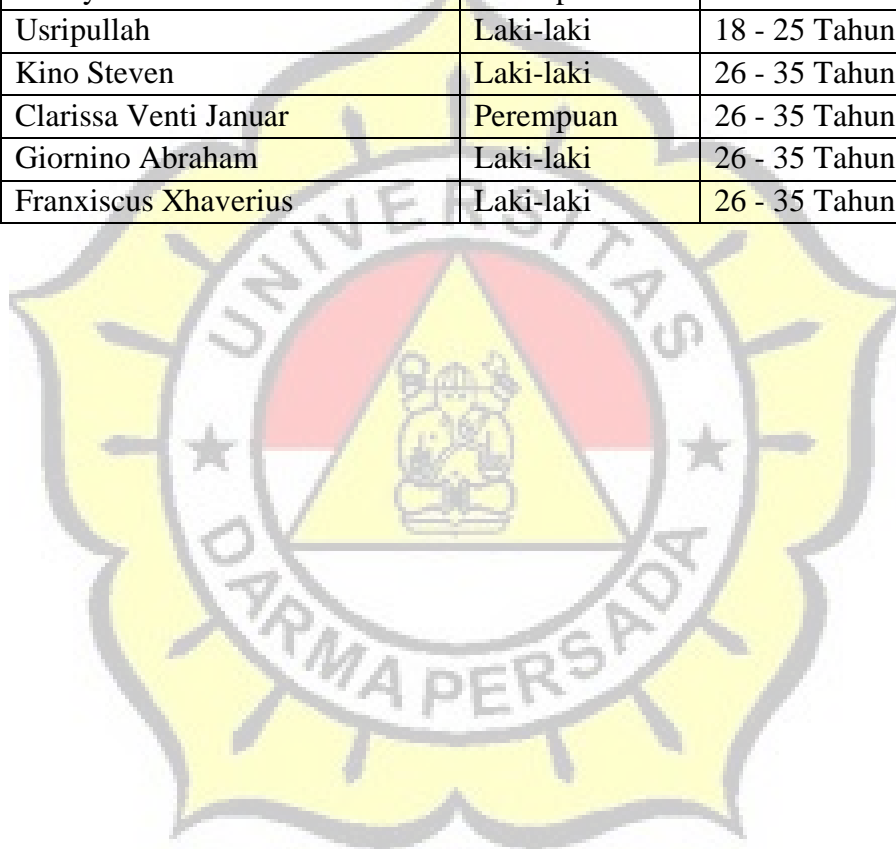 Usripullah Laki-laki 18 - 25 Tahun
Kino Steven Laki-laki 26 - 35 Tahun
Clarissa Venti Januar Perempuan 26 - 35 Tahun
Giornino Abraham Laki-laki 26 - 35 Tahun
Franxiscus Xhaverius Laki-laki 26 - 35 Tahun
UNIVERSITAS
DARMA PERSADA